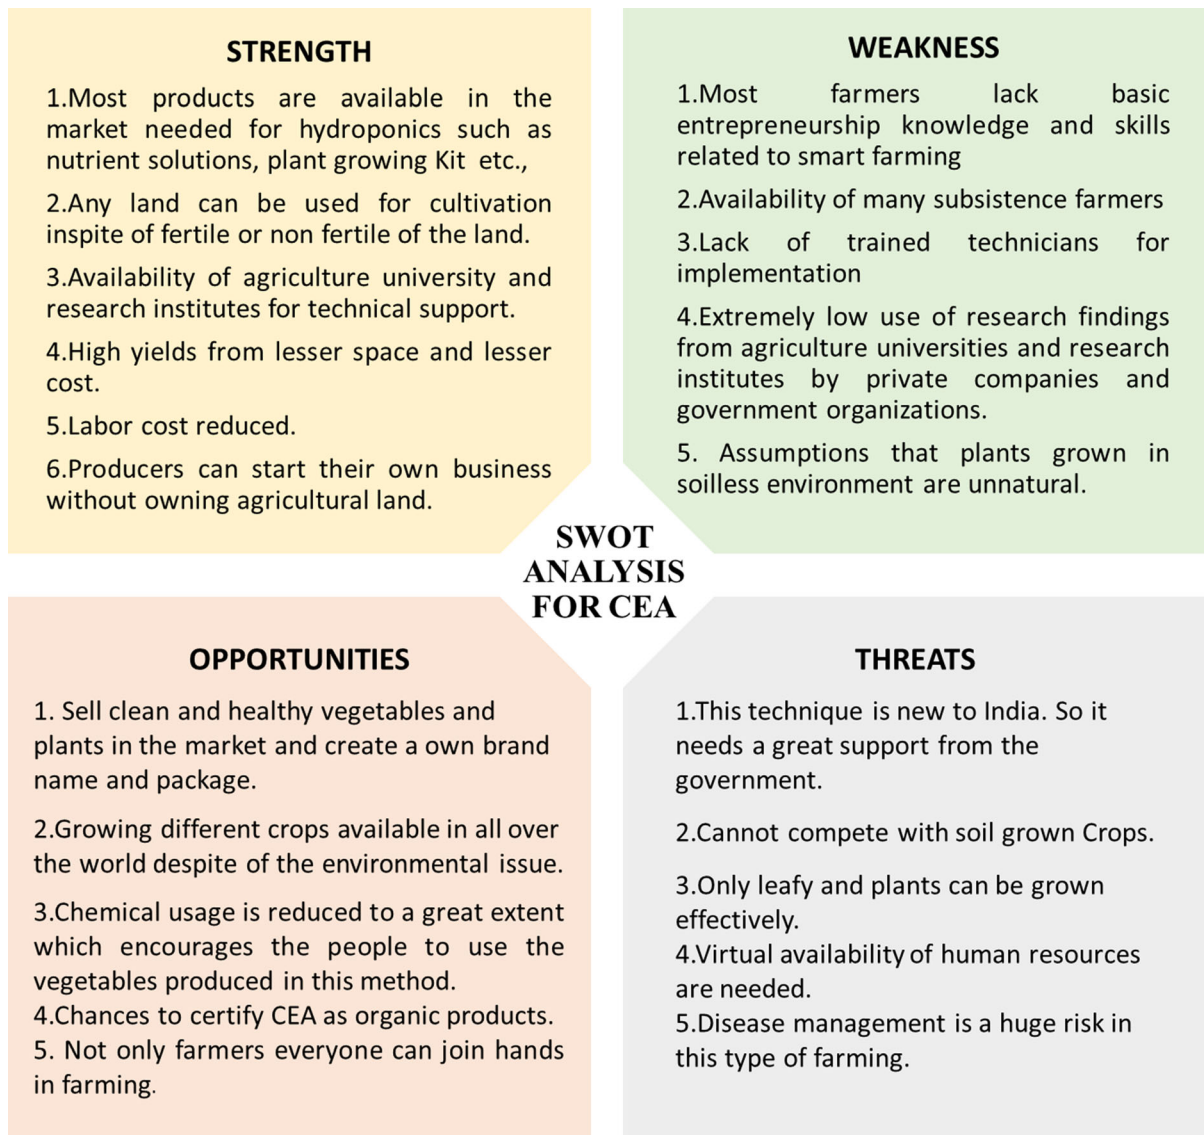 STRENGTH
1.Most products are available in the
market needed for hydroponics such as
nutrient solutions, plant growing Kit etc.,
2.Any land can be used for cultivation
inspite of fertile or non fertile of the land.
3.Availability of agriculture university and
research institutes for technical support.
4.High yields from lesser space and lesser
cost.
5.Labor cost reduced.
6.Producers can start their own business
without owning agricultural land.
WEAKNESS
1.Most farmers lack basic
entrepreneurship knowledge and skills
related to smart farming
2.Availability of many subsistence farmers
3.Lack of trained technicians for
implementation
4.Extremely low use of research findings
from agriculture universities and research
institutes by private companies and
government organizations.
5. Assumptions that plants grown in
soilless environment are unnatural.
SWOT
ANALYSIS
FOR CEA
OPPORTUNITIES
1. Sell clean and healthy vegetables and
plants in the market and create a own brand
name and package.
2.Growing different crops available in all over
the world despite of the environmental issue.
3.Chemical usage is reduced to a great extent
which encourages the people to use the
vegetables produced in this method.
4.Chances to certify CEA as organic products.
5. Not only farmers everyone can join hands
in farming.
THREATS
1.This technique is new to India. So it
needs a great support from the
government.
2.Cannot compete with soil grown Crops.
3.Only leafy and plants can be grown
effectively.
4.Virtual availability of human resources
are needed.
5.Disease management is a huge risk in
this type of farming.